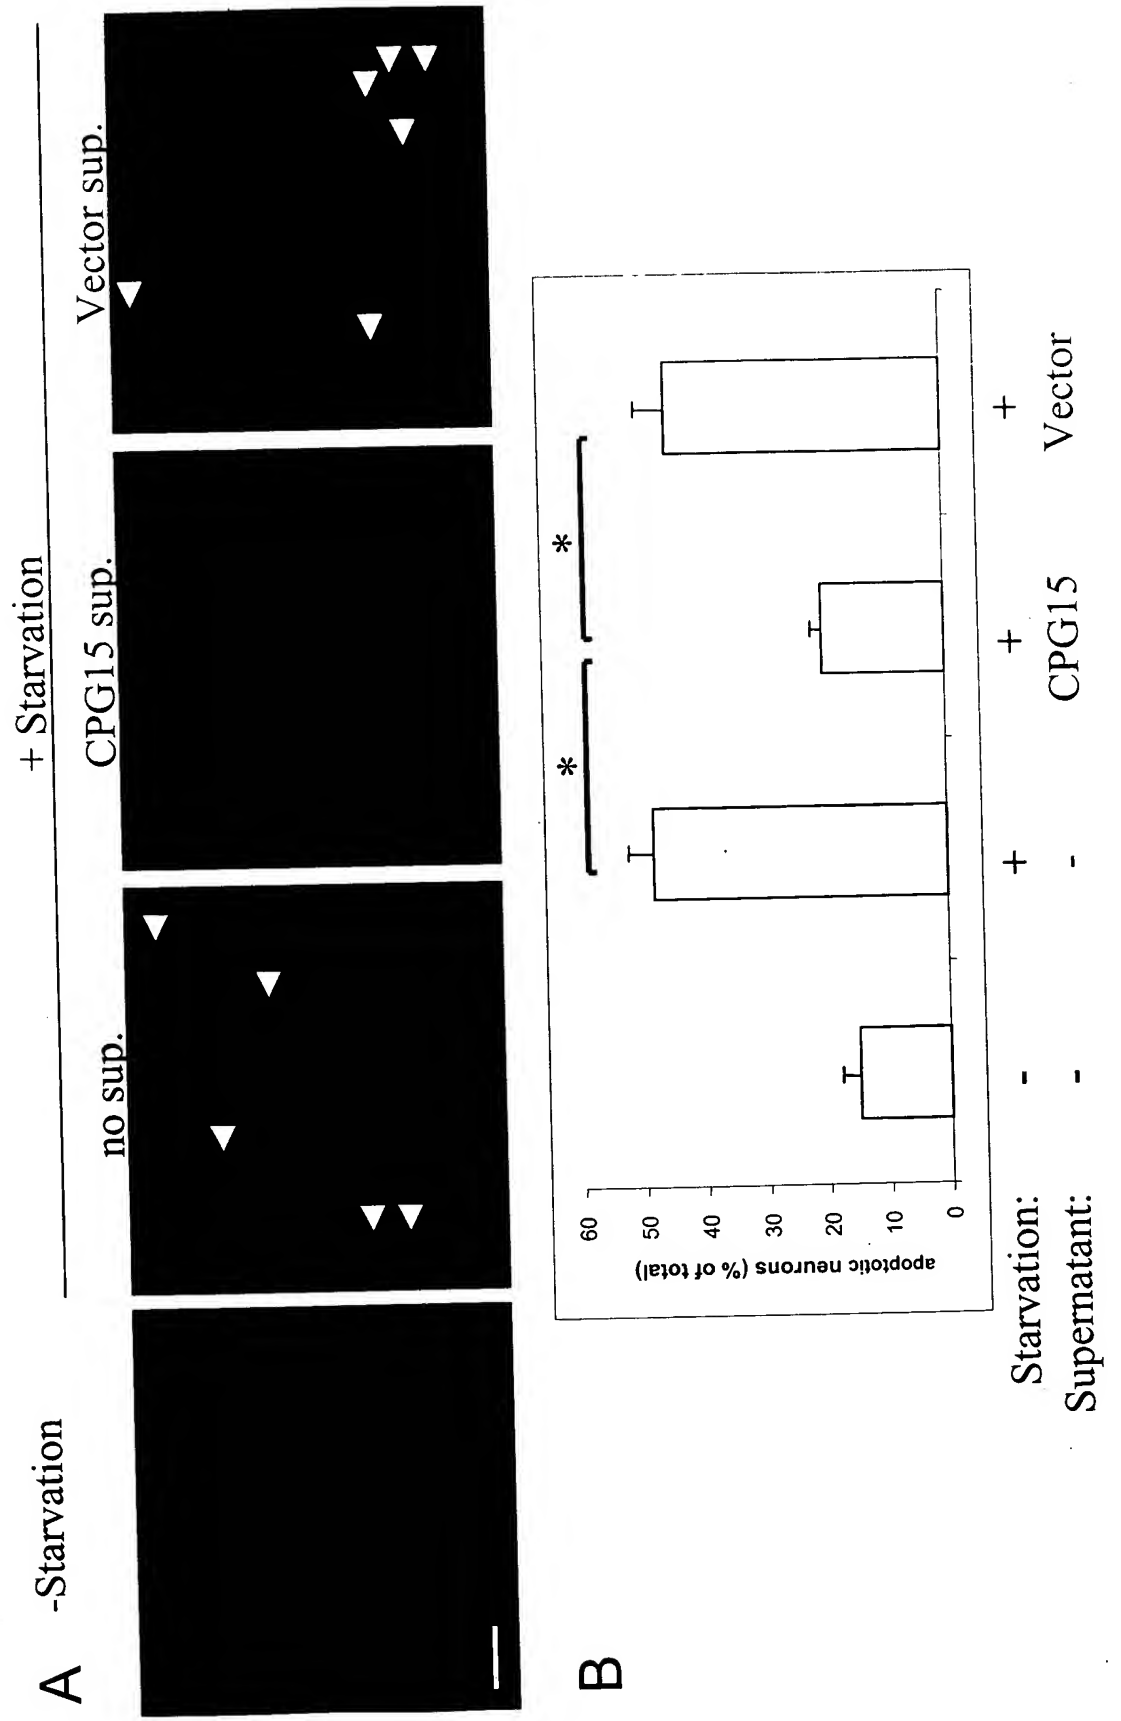 A
-Starvation
+ Starvation
no sup.
CPG15 sup.
Vector sup.
B
apoptotic neurons (% of total)
60
50
40
30
20
10
0
*
*
Starvation: - + + +
Supernatant: - - CPG15 Vector